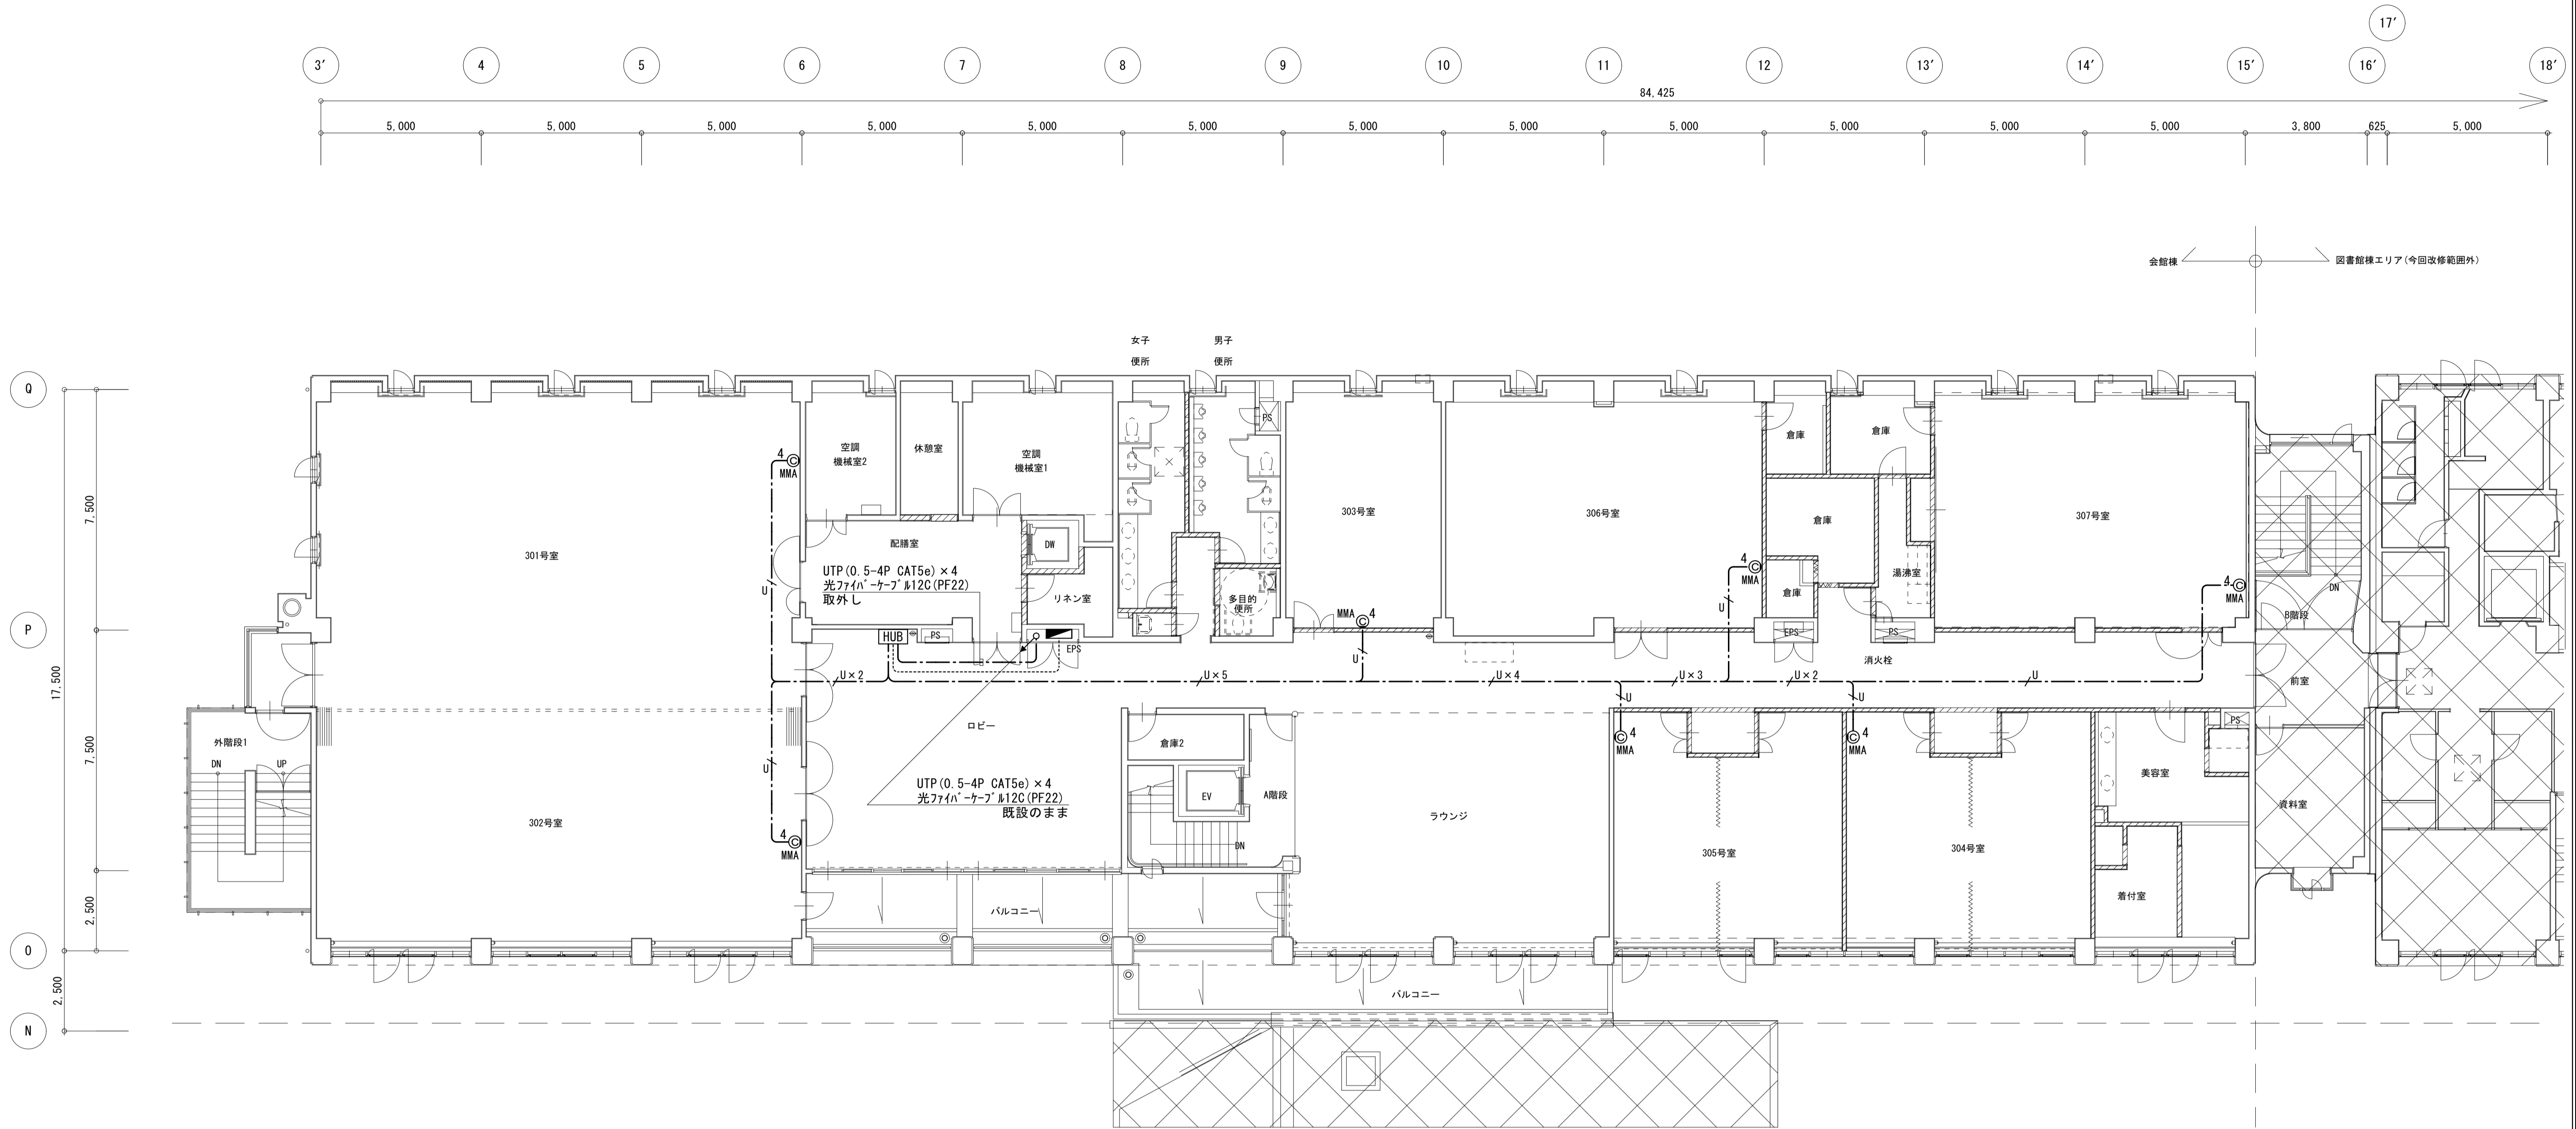 17′
3′ 4 5 6 7 8 9 10 11 12 13′ 14′ 15′ 16′ 18′
84,425
5,000 5,000 5,000 5,000 5,000 5,000 5,000 5,000 5,000 5,000 5,000 5,000 3,800 625 5,000
会館棟 図書館棟エリア(今回改修範囲外)
女子
便所
男子
便所
Q
PS
倉庫
倉庫
4
MMA
空調
機械室2
休憩室
空調
機械室1
7,500
303号室
306号室
倉庫
307号室
301号室
配膳室
DW
4
MMA
湯沸室
UTP(0.5-4P CAT5e)×4
光ファイバーケーブル12C(PF22)
取外し
U
リネン室
多目的
便所
U
倉庫
4
MMA
DN
B階段
MMA 4
P
HUB
PS
EPS
EPS
PS
U
消火栓
U×2
U×5
U×4
U×3
U×2
U
前室
17,500
U
U
ロビー
PS
外階段1
倉庫2
4
MMA
4
MMA
7,500
DN
UP
U
美容室
UTP(0.5-4P CAT5e)×4
光ファイバーケーブル12C(PF22)
既設のまま
EV
A階段
資料室
302号室
ラウンジ
4
MMA
DN
305号室
304号室
2,500
バルコニー
着付室
O
2,500
バルコニー
N